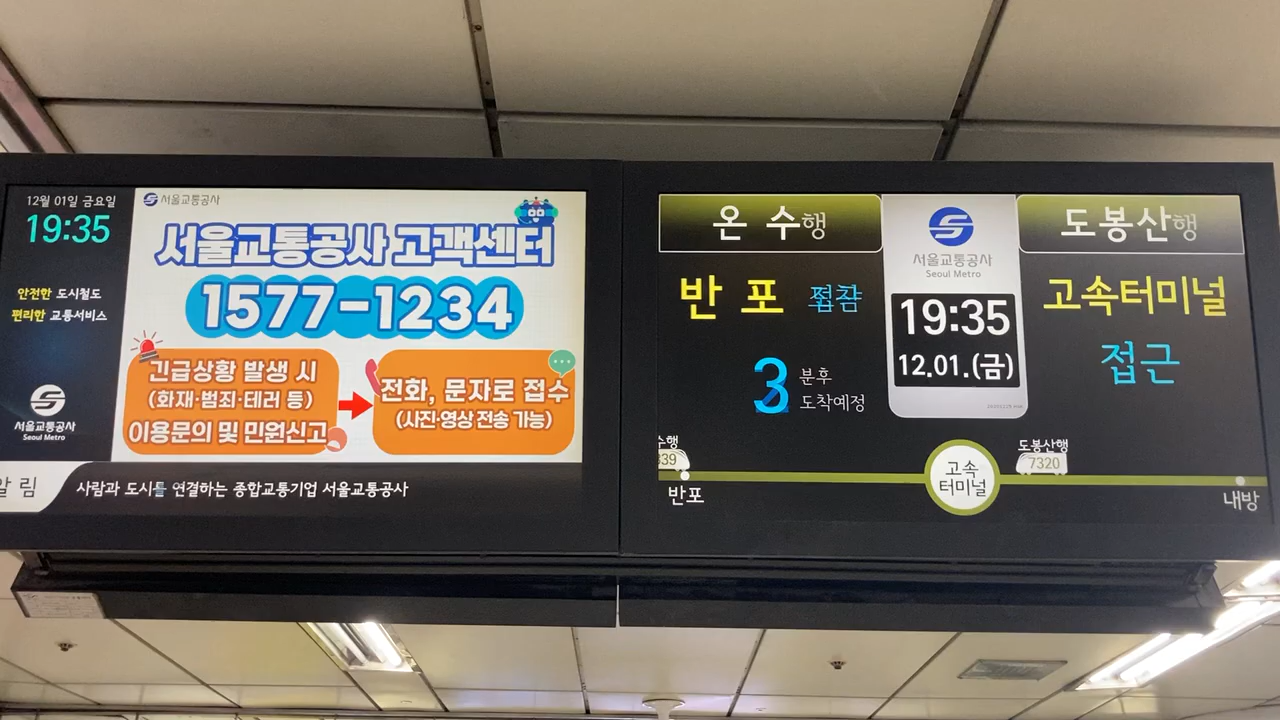 12월 01일 금요일
19:35
안전한 도시철도
편리한 교통서비스
서울교통공사
Seoul Metro
서울교통공사
서울교통공사 고객센터
1577-1234
긴급상황 발생 시
(화재·범죄·테러 등)
이용문의 및 민원신고
전화, 문자로 접수
(사진·영상 전송 가능)
알림
사람과 도시를 연결하는 종합교통기업 서울교통공사
온 수행
반 포
3 분후
도착예정
서울교통공사
Seoul Metro
19:35
12.01.(금)
도봉산행
고속터미널
접근
수행
339
반포
고속
터미널
도봉산행
7320
내방